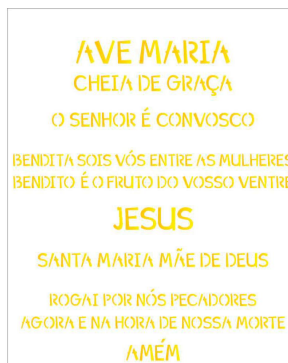 AVE MARIA
CHEIA DE GRAÇA
O SENHOR É CONVOSCO
BENDITA SOIS VÓS ENTRE AS MULHERES
BENDITO É O FRUTO DO VOSSO VENTRE
JESUS
SANTA MARIA MÃE DE DEUS
ROGAI POR NÓS PECADORES
AGORA E NA HORA DE NOSSA MORTE
AMÉM